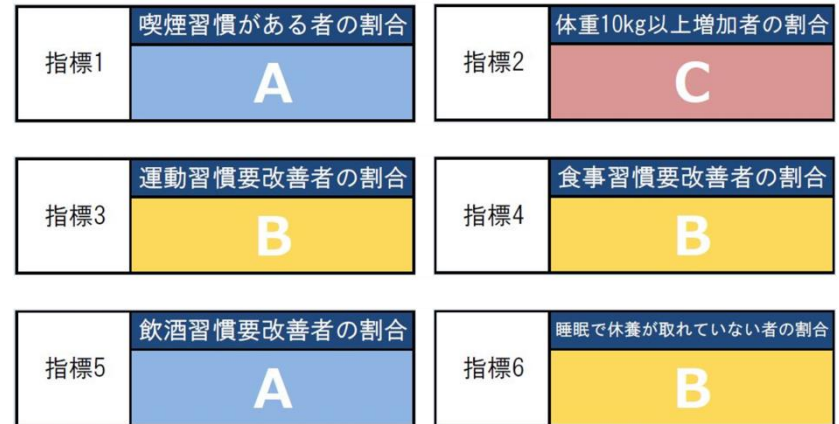 指標1
喫煙習慣がある者の割合
A
指標2
体重10kg以上増加者の割合
C
指標3
運動習慣要改善者の割合
B
指標4
食事習慣要改善者の割合
B
指標5
飲酒習慣要改善者の割合
A
指標6
睡眠で休養が取れていない者の割合
B